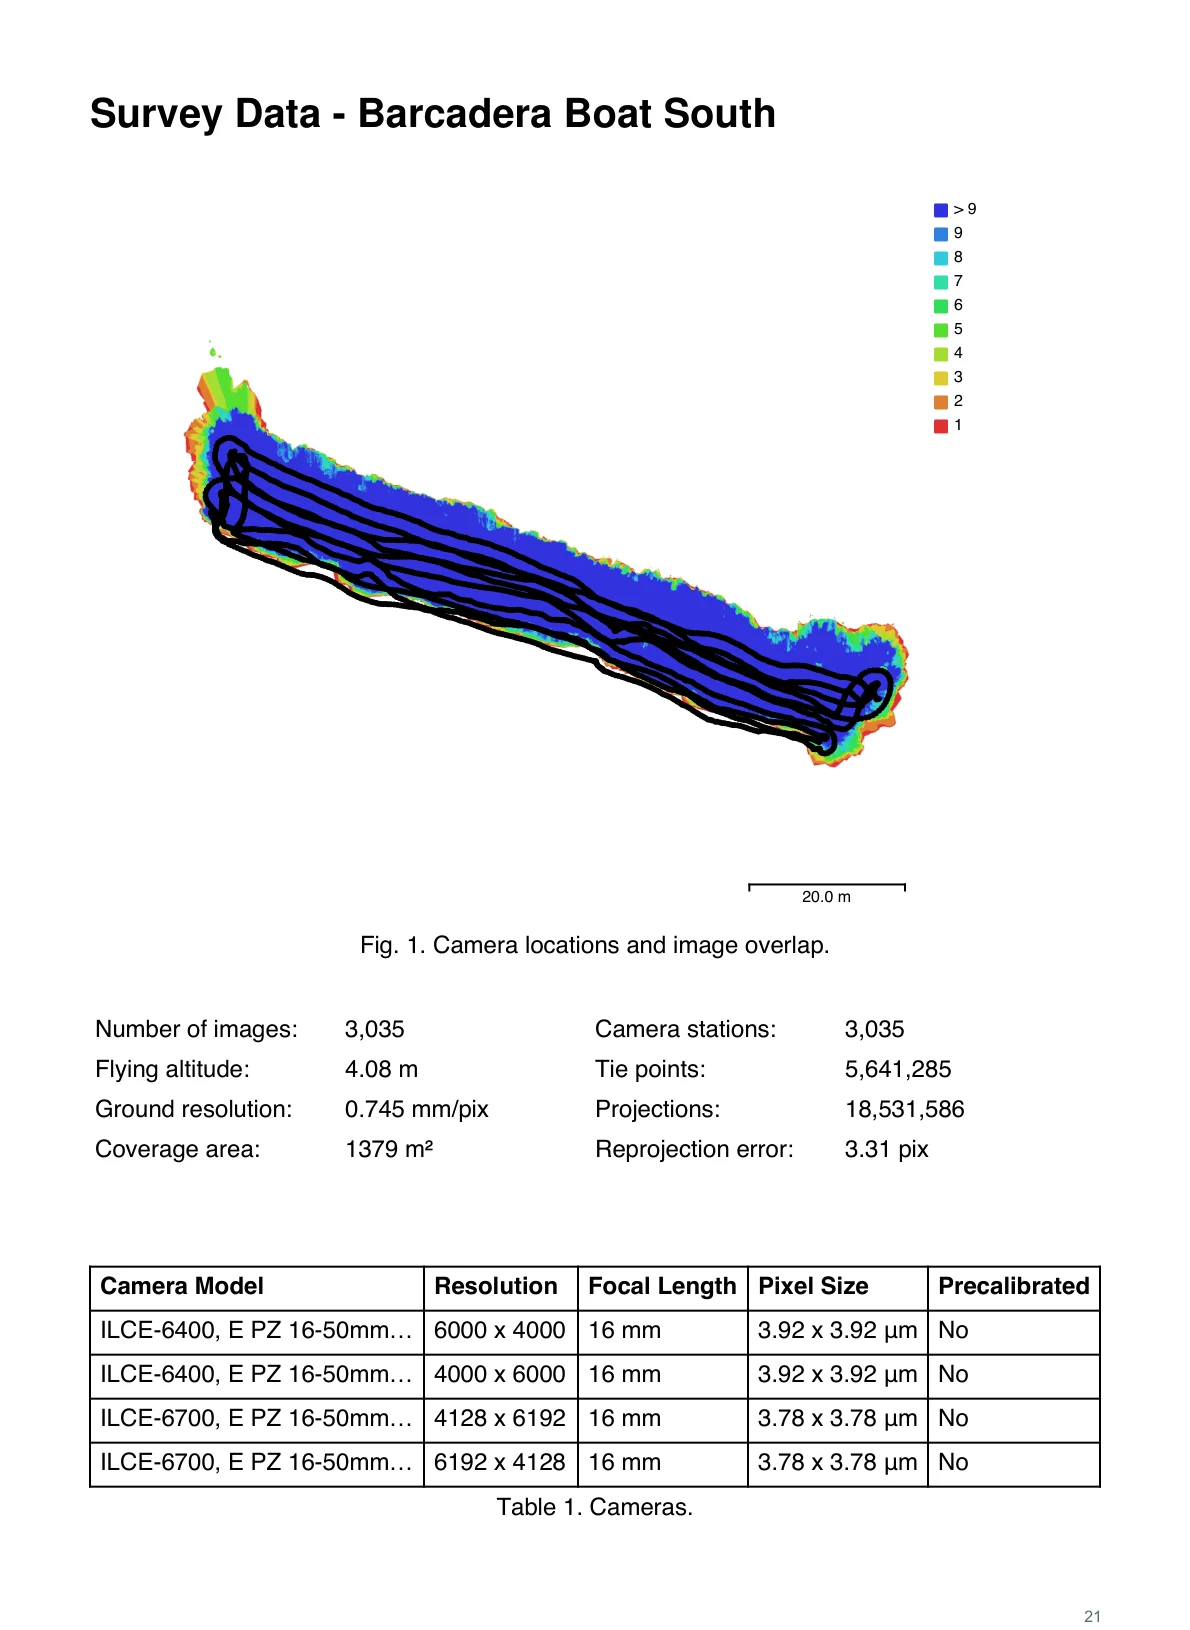 Survey Data - Barcadera Boat South
> 9
9
8
7
6
5
4
3
2
1
20.0 m
Fig. 1. Camera locations and image overlap.
Number of images: 3,035 Camera stations: 3,035
Flying altitude: 4.08 m Tie points: 5,641,285
Ground resolution: 0.745 mm/pix Projections: 18,531,586
Coverage area: 1379 m² Reprojection error: 3.31 pix
Camera Model Resolution Focal Length Pixel Size Precalibrated
ILCE-6400, E PZ 16-50mm… 6000 x 4000 16 mm 3.92 x 3.92 μm No
ILCE-6400, E PZ 16-50mm… 4000 x 6000 16 mm 3.92 x 3.92 μm No
ILCE-6700, E PZ 16-50mm… 4128 x 6192 16 mm 3.78 x 3.78 μm No
ILCE-6700, E PZ 16-50mm… 6192 x 4128 16 mm 3.78 x 3.78 μm No
Table 1. Cameras.
21